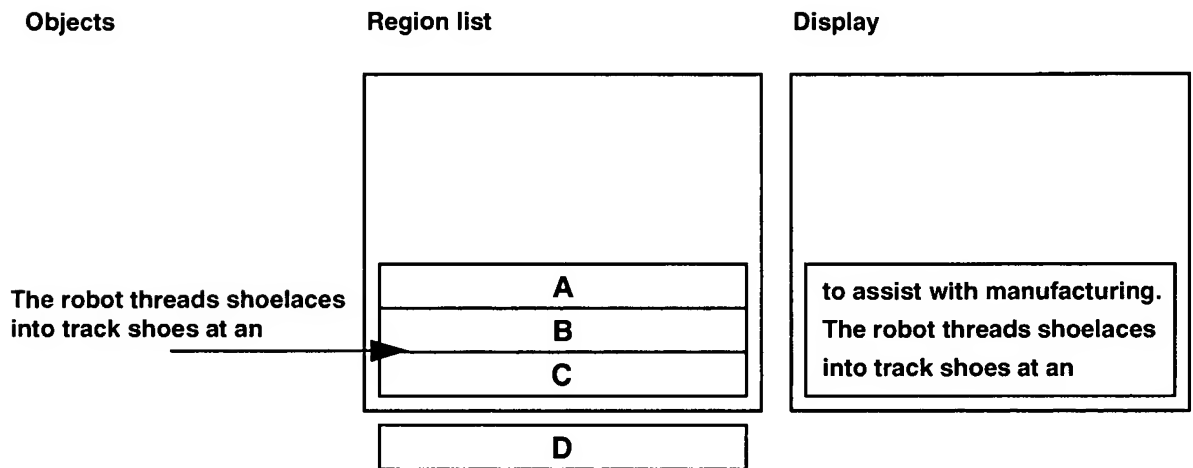 Objects
Region list
Display
The robot threads shoelaces
into track shoes at an
A
B
C
D
to assist with manufacturing.
The robot threads shoelaces
into track shoes at an